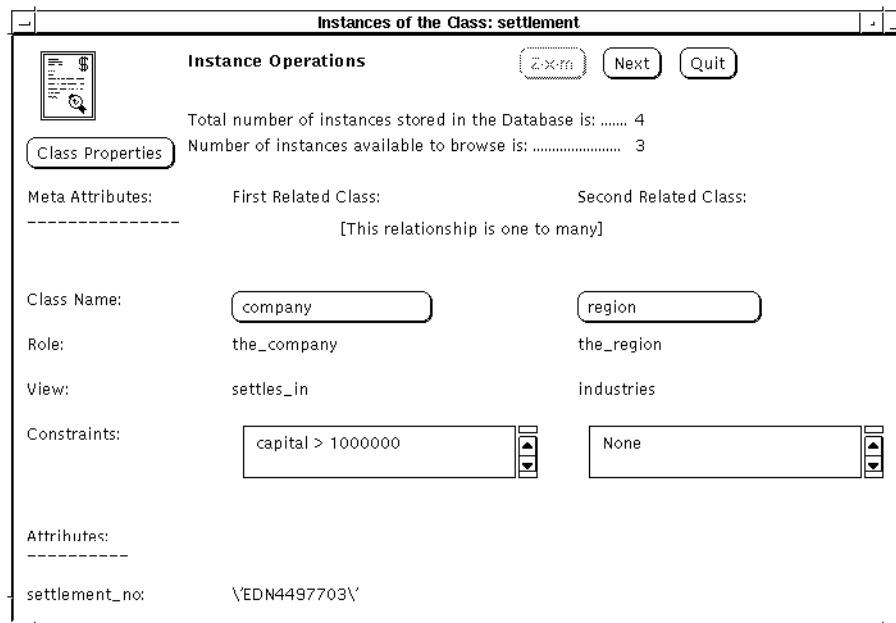 Instances of the Class: settlement
$
Instance Operations
Next
Quit
Total number of instances stored in the Database is: ....... 4
Class Properties
Number of instances available to browse is: ...................... 3
Meta Attributes: First Related Class: Second Related Class:
---------------
[This relationship is one to many]
Class Name: company region
Role: the_company the_region
View: settles_in industries
Constraints: capital > 1000000 None
Attributes:
----------
settlement_no: \'EDN4497703\'